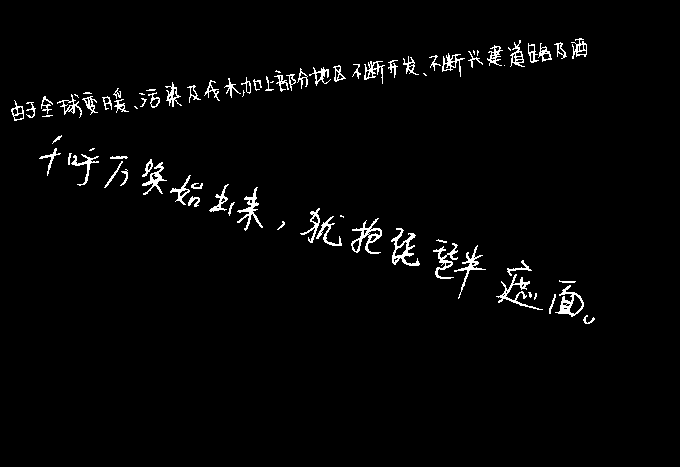 由于全球变暖、污染及伐木,加上部分地区不断开发、不断兴建道路及酒
千呼万唤始出来，犹抱琵琶半遮面。